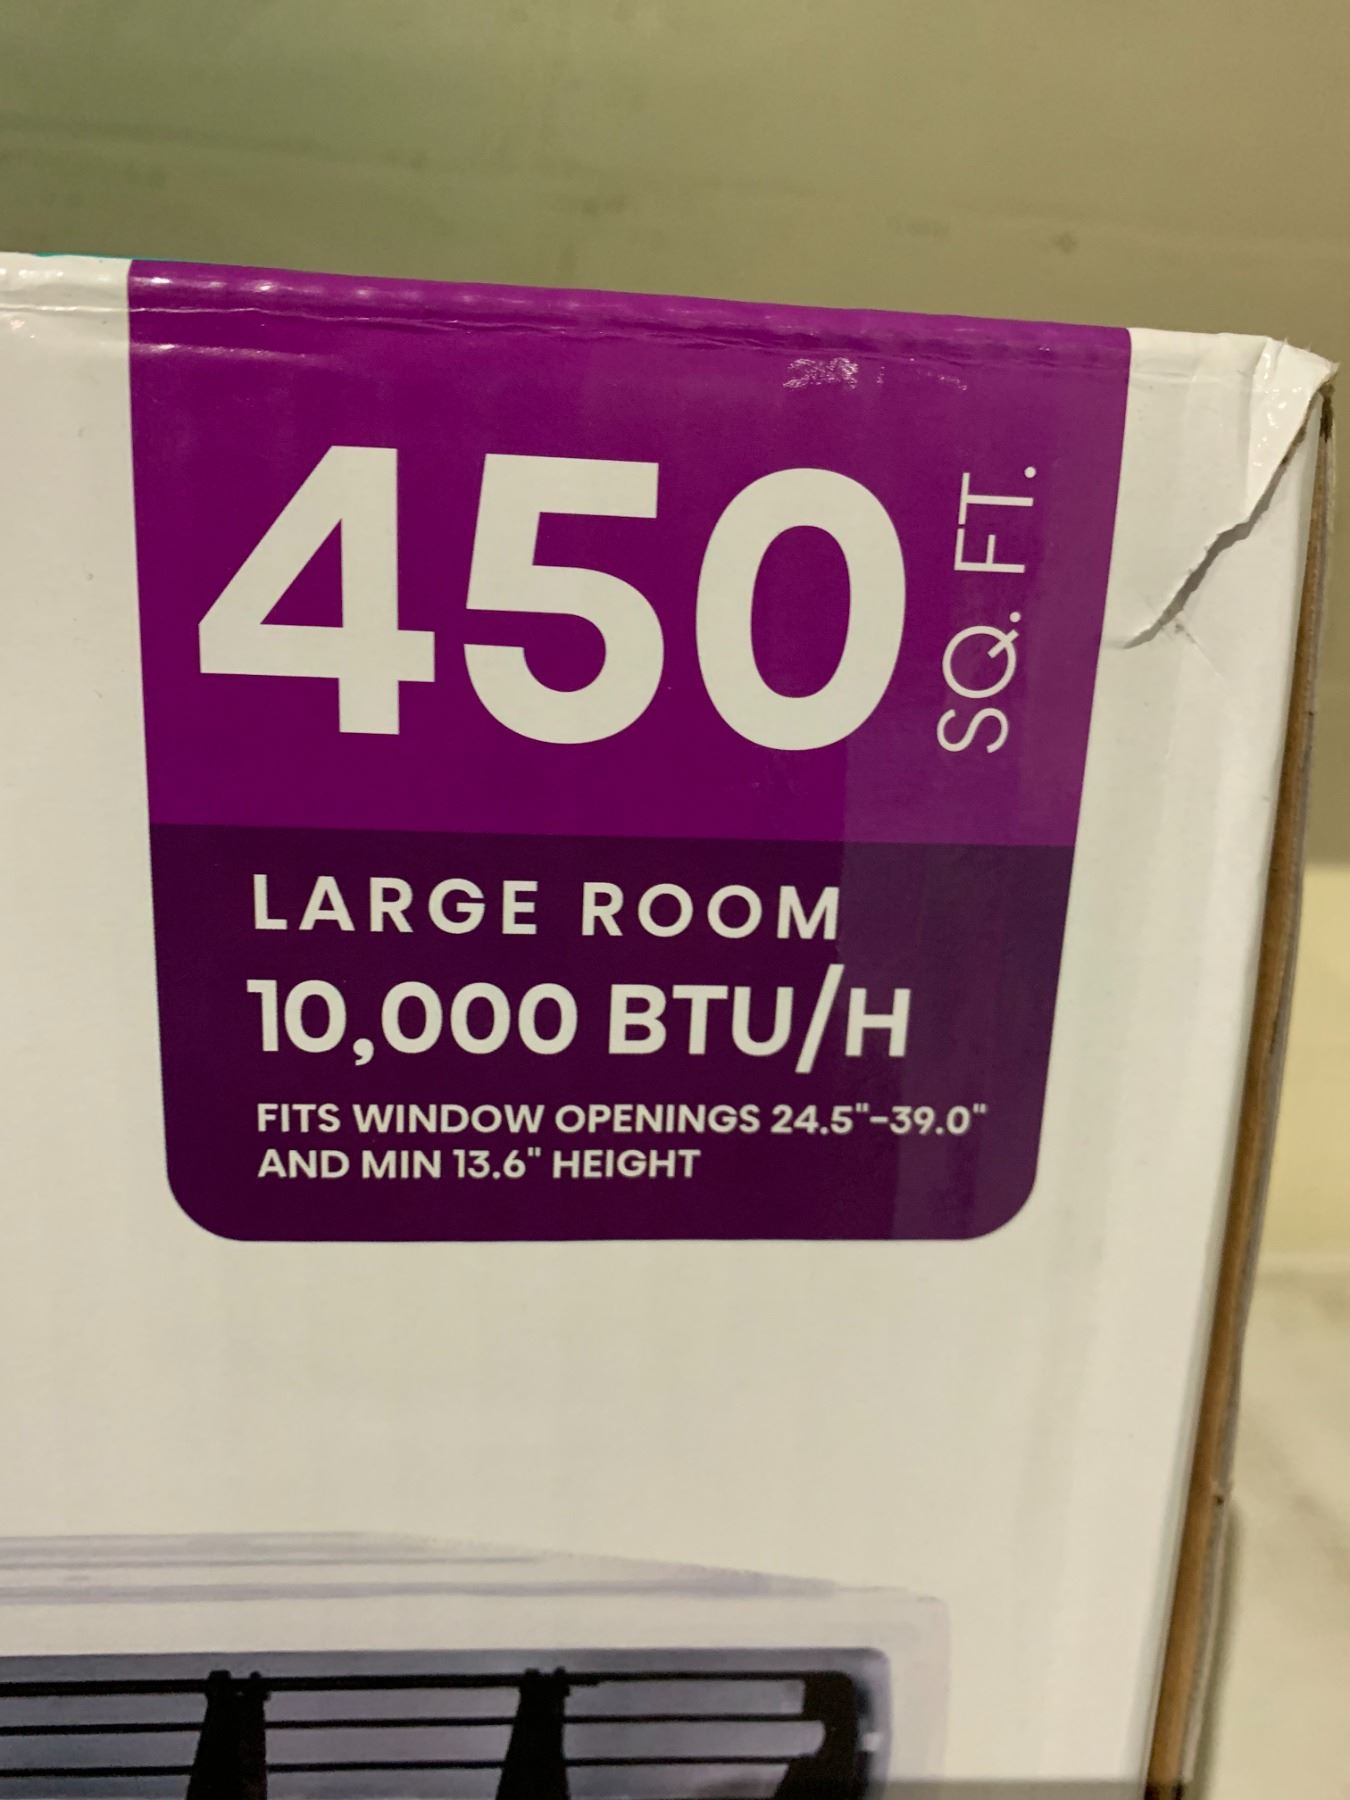 450 SQ. FT.
LARGE ROOM
10,000 BTU/H
FITS WINDOW OPENINGS 24.5"-39.0"
AND MIN 13.6" HEIGHT